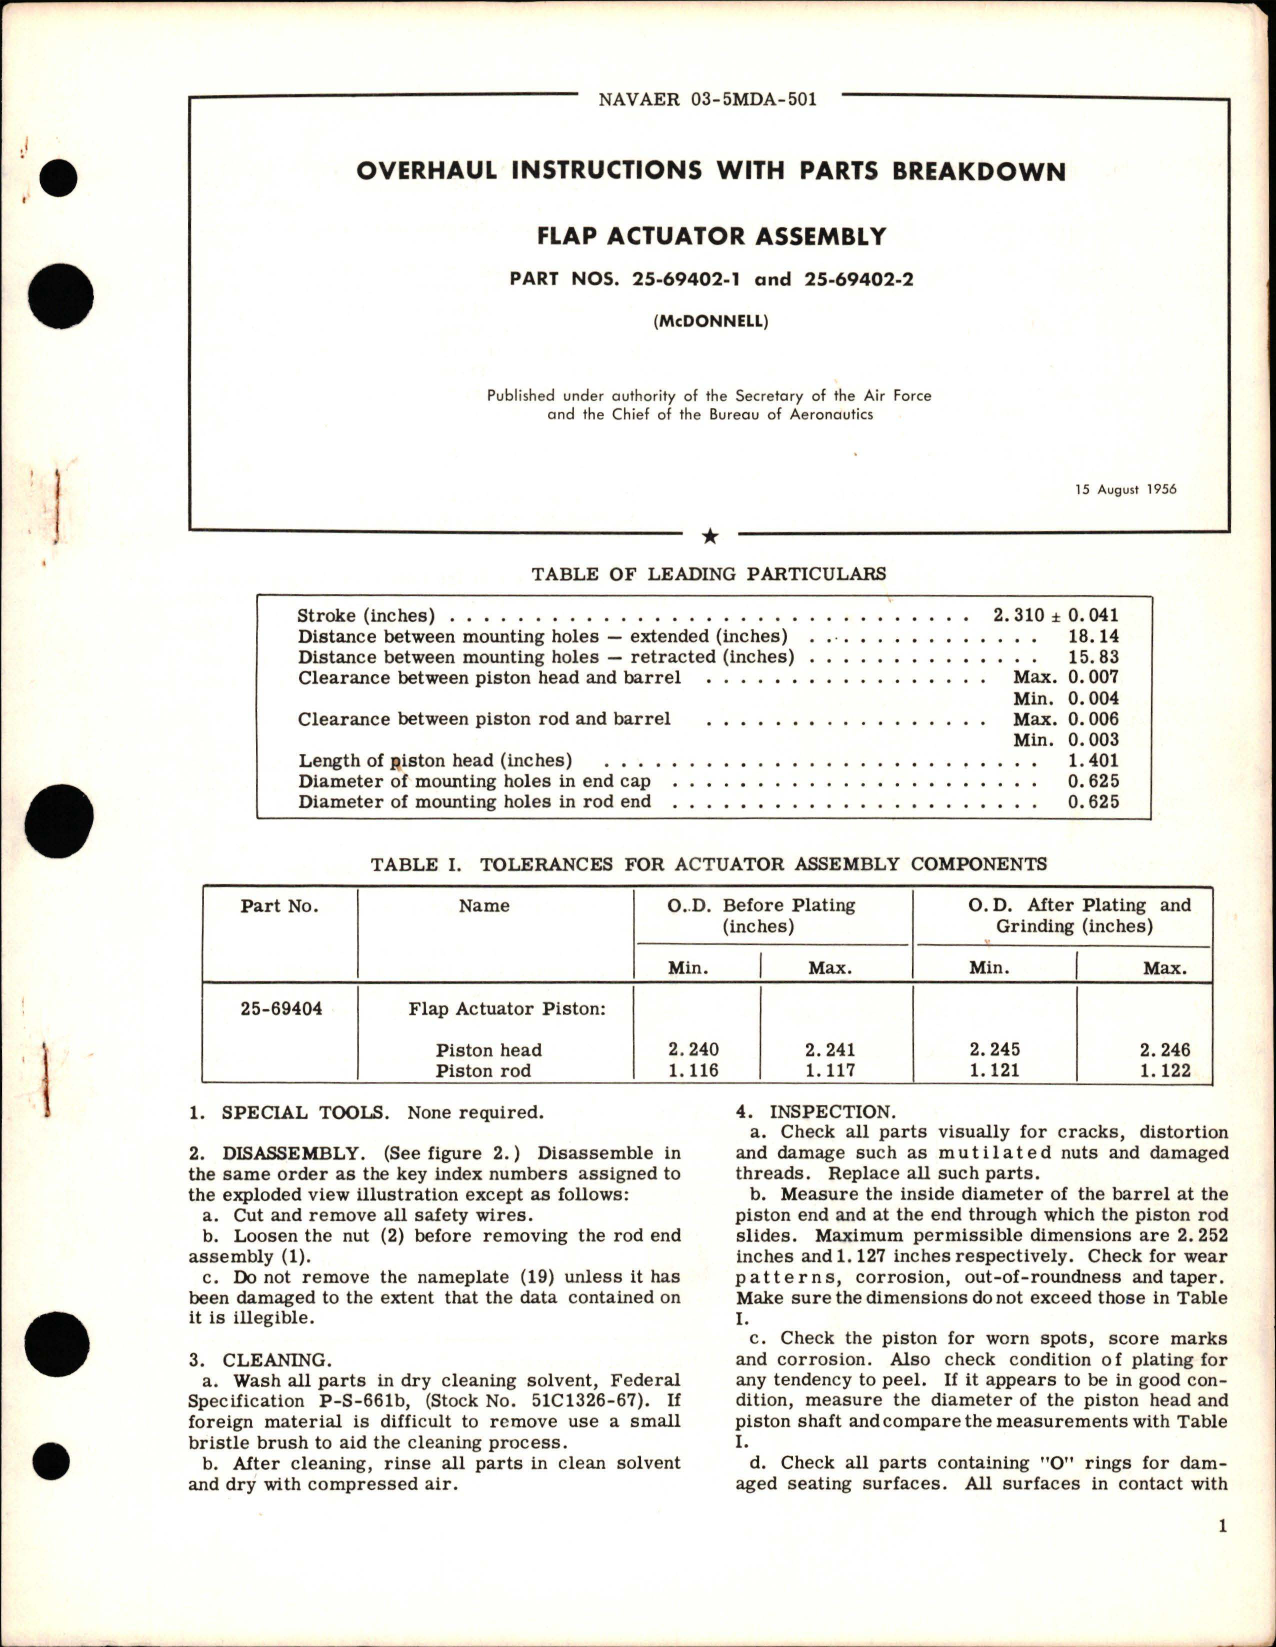 NAVAER 03-5MDA-501
OVERHAUL INSTRUCTIONS WITH PARTS BREAKDOWN
FLAP ACTUATOR ASSEMBLY
PART NOS. 25-69402-1 and 25-69402-2
(McDONNELL)
Published under authority of the Secretary of the Air Force
and the Chief of the Bureau of Aeronautics
15 August 1956
TABLE OF LEADING PARTICULARS
Stroke (inches) . . . . . . . . . . . . . . . . . . . . . . . . . . . . . . . 2.310 ± 0.041
Distance between mounting holes — extended (inches) . . . . . . . . . . . . . . 18.14
Distance between mounting holes — retracted (inches) . . . . . . . . . . . . . . 15.83
Clearance between piston head and barrel . . . . . . . . . . . . . . . . . Max. 0.007
Min. 0.004
Clearance between piston rod and barrel . . . . . . . . . . . . . . . . . Max. 0.006
Min. 0.003
Length of piston head (inches) . . . . . . . . . . . . . . . . . . . . . . . . . . 1.401
Diameter of mounting holes in end cap . . . . . . . . . . . . . . . . . . . . . . 0.625
Diameter of mounting holes in rod end . . . . . . . . . . . . . . . . . . . . . . 0.625
TABLE I. TOLERANCES FOR ACTUATOR ASSEMBLY COMPONENTS
Part No. Name O.D. Before Plating O.D. After Plating and
(inches) Grinding (inches)
Min. Max. Min. Max.
25-69404 Flap Actuator Piston:
Piston head 2.240 2.241 2.245 2.246
Piston rod 1.116 1.117 1.121 1.122
1. SPECIAL TOOLS. None required.
2. DISASSEMBLY. (See figure 2.) Disassemble in
the same order as the key index numbers assigned to
the exploded view illustration except as follows:
a. Cut and remove all safety wires.
b. Loosen the nut (2) before removing the rod end
assembly (1).
c. Do not remove the nameplate (19) unless it has
been damaged to the extent that the data contained on
it is illegible.
3. CLEANING.
a. Wash all parts in dry cleaning solvent, Federal
Specification P-S-661b, (Stock No. 51C1326-67). If
foreign material is difficult to remove use a small
bristle brush to aid the cleaning process.
b. After cleaning, rinse all parts in clean solvent
and dry with compressed air.
4. INSPECTION.
a. Check all parts visually for cracks, distortion
and damage such as mutilated nuts and damaged
threads. Replace all such parts.
b. Measure the inside diameter of the barrel at the
piston end and at the end through which the piston rod
slides. Maximum permissible dimensions are 2.252
inches and 1.127 inches respectively. Check for wear
patterns, corrosion, out-of-roundness and taper.
Make sure the dimensions do not exceed those in Table
I.
c. Check the piston for worn spots, score marks
and corrosion. Also check condition of plating for
any tendency to peel. If it appears to be in good con-
dition, measure the diameter of the piston head and
piston shaft and compare the measurements with Table
I.
d. Check all parts containing "O" rings for dam-
aged seating surfaces. All surfaces in contact with
1